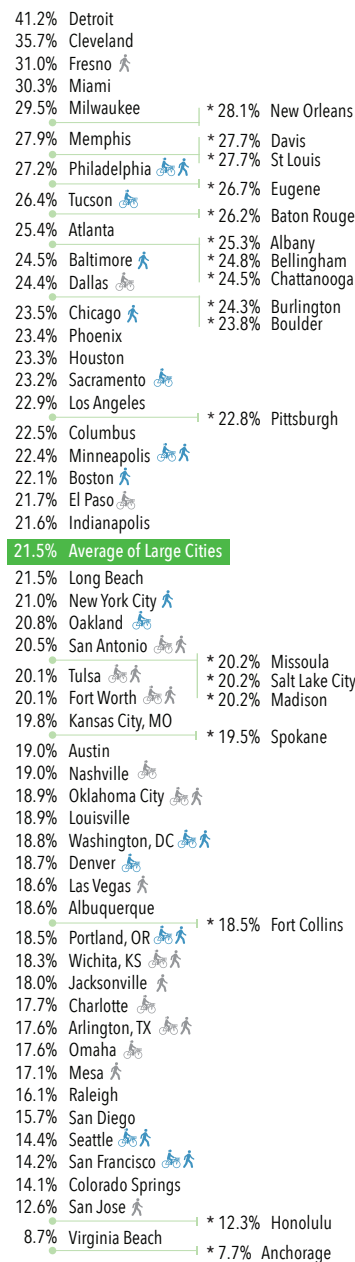 41.2% Detroit
35.7% Cleveland
31.0% Fresno
30.3% Miami
29.5% Milwaukee
* 28.1% New Orleans
27.9% Memphis
* 27.7% Davis
* 27.7% St Louis
27.2% Philadelphia
* 26.7% Eugene
26.4% Tucson
* 26.2% Baton Rouge
25.4% Atlanta
* 25.3% Albany
* 24.8% Bellingham
* 24.5% Chattanooga
24.5% Baltimore
24.4% Dallas
* 24.3% Burlington
* 23.8% Boulder
23.5% Chicago
23.4% Phoenix
23.3% Houston
23.2% Sacramento
22.9% Los Angeles
* 22.8% Pittsburgh
22.5% Columbus
22.4% Minneapolis
22.1% Boston
21.7% El Paso
21.6% Indianapolis
21.5% Average of Large Cities
21.5% Long Beach
21.0% New York City
20.8% Oakland
20.5% San Antonio
* 20.2% Missoula
* 20.2% Salt Lake City
* 20.2% Madison
20.1% Tulsa
20.1% Fort Worth
19.8% Kansas City, MO
* 19.5% Spokane
19.0% Austin
19.0% Nashville
18.9% Oklahoma City
18.9% Louisville
18.8% Washington, DC
18.7% Denver
18.6% Las Vegas
18.6% Albuquerque
* 18.5% Fort Collins
18.5% Portland, OR
18.3% Wichita, KS
18.0% Jacksonville
17.7% Charlotte
17.6% Arlington, TX
17.6% Omaha
17.1% Mesa
16.1% Raleigh
15.7% San Diego
14.4% Seattle
14.2% San Francisco
14.1% Colorado Springs
12.6% San Jose
* 12.3% Honolulu
8.7% Virginia Beach
* 7.7% Anchorage